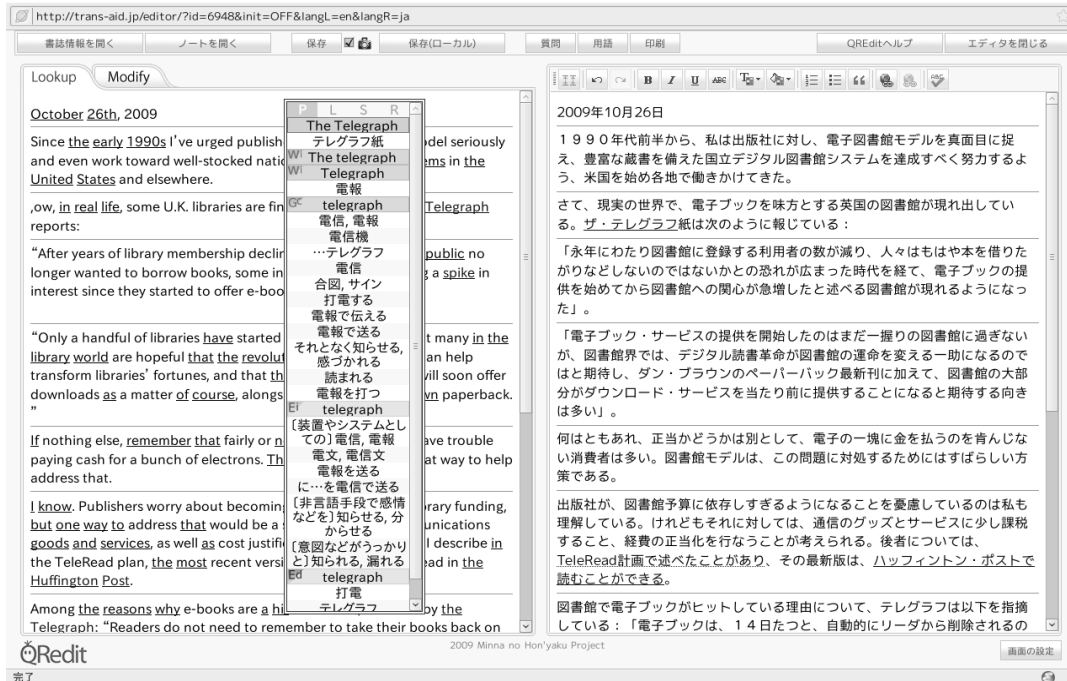 http://trans-aid.jp/editor/?id=6948&init=OFF&langL=en&langR=ja
書誌情報を開く ノートを開く 保存 保存(ローカル) 質問 用語 印刷 QREditヘルプ エディタを閉じる
Lookup Modify
October 26th, 2009
Since the early 1990s I've urged publish
del seriously
and even work toward well-stocked nati
ems in the
United States and elsewhere.
,ow, in real life, some U.K. libraries are fin
Telegraph
reports:
“After years of library membership declin
public no
longer wanted to borrow books, some in
g a spike in
interest since they started to offer e-boo
“Only a handful of libraries have started
t many in the
library world are hopeful that the revolut
an help
transform libraries' fortunes, and that th
vill soon offer
downloads as a matter of course, alongs
wn paperback.
”
If nothing else, remember that fairly or n
ave trouble
paying cash for a bunch of electrons. Th
at way to help
address that.
I know. Publishers worry about becomin
rary funding,
but one way to address that would be a
unications
goods and services, as well as cost justifi
I describe in
the TeleRead plan, the most recent versi
ead in the
Huffington Post.
Among the reasons why e-books are a hi
by the
Telegraph: “Readers do not need to remember to take their books back on
P L S R
The Telegraph
テレグラフ紙
Wi The telegraph
Wi Telegraph
電報
Gc telegraph
電信, 電報
電信機
…テレグラフ
電信
合図, サイン
打電する
電報で伝える
電報で送る
それとなく知らせる,
感づかれる
読まれる
電報を打つ
Ei telegraph
〔装置やシステムとし
ての〕電信, 電報
電文, 電信文
電報を送る
に…を電信で送る
〔非言語手段で感情
などを〕知らせる, 分
からせる
〔意図などがうっかり
と〕知られる, 漏れる
Ed telegraph
打電
テレグラフ
B I U ABC T
2009年10月26日
１９９０年代前半から、私は出版社に対し、電子図書館モデルを真面目に捉
え、豊富な蔵書を備えた国立デジタル図書館システムを達成すべく努力するよ
う、米国を始め各地で働きかけてきた。
さて、現実の世界で、電子ブックを味方とする英国の図書館が現れ出してい
る。ザ・テレグラフ紙は次のように報じている：
「永年にわたり図書館に登録する利用者の数が減り、人々はもはや本を借りた
がりなどしないのではないかとの恐れが広まった時代を経て、電子ブックの提
供を始めてから図書館への関心が急増したと述べる図書館が現れるようになっ
た」。
「電子ブック・サービスの提供を開始したのはまだ一握りの図書館に過ぎない
が、図書館界では、デジタル読書革命が図書館の運命を変える一助になるので
はと期待し、ダン・ブラウンのペーパーバック最新刊に加えて、図書館の大部
分がダウンロード・サービスを当たり前に提供することになると期待する向き
は多い」。
何はともあれ、正当かどうかは別として、電子の一塊に金を払うのを肯んじな
い消費者は多い。図書館モデルは、この問題に対処するためにはすばらしい方
策である。
出版社が、図書館予算に依存しすぎるようになることを憂慮しているのは私も
理解している。けれどもそれに対しては、通信のグッズとサービスに少し課税
すること、経費の正当化を行なうことが考えられる。後者については、
TeleRead計画で述べたことがあり、その最新版は、ハッフィントン・ポストで
読むことができる。
図書館で電子ブックがヒットしている理由について、テレグラフは以下を指摘
している：「電子ブックは、１４日たつと、自動的にリーダから削除されるの
QRedit
2009 Minna no Hon'yaku Project
画面の設定
完了